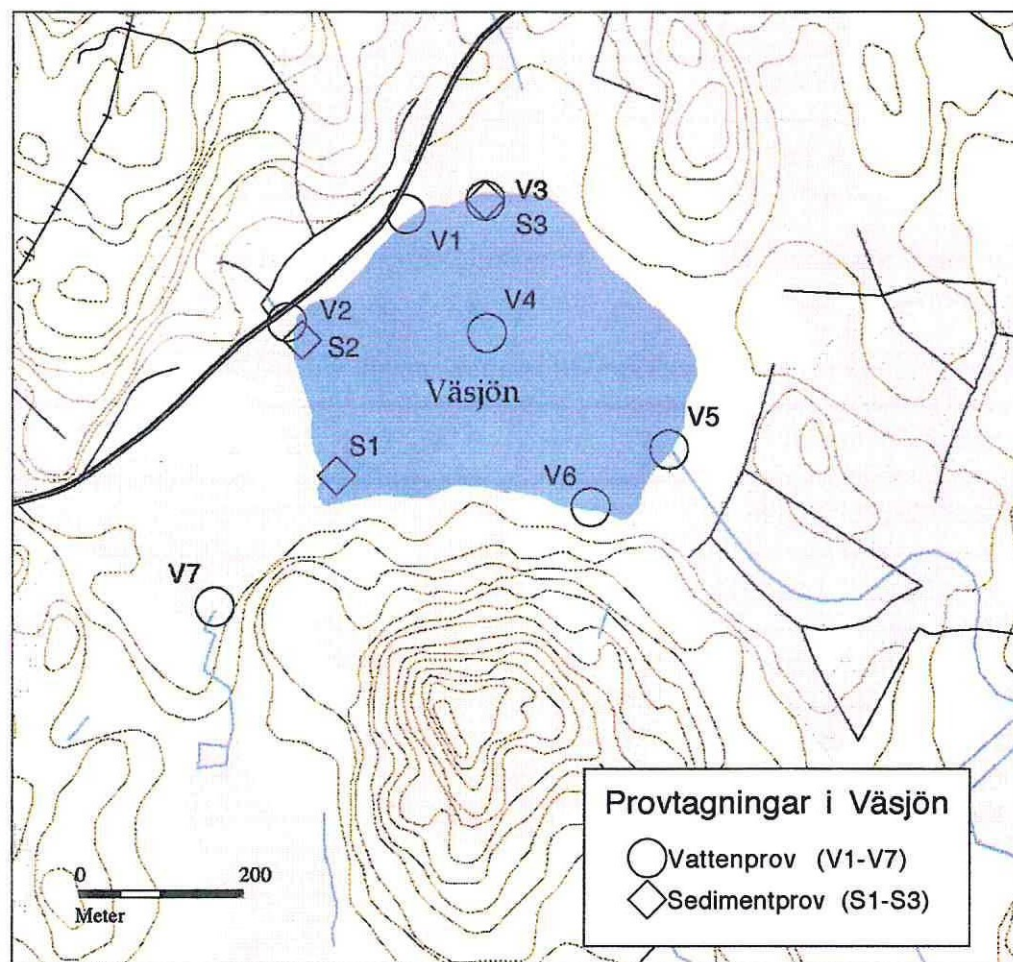 V3
V1
S3
V2
V4
S2
Väsjön
V5
S1
V6
V7
Provtagningar i Väsjön
Vattenprov (V1-V7)
Sedimentprov (S1-S3)
0 200
Meter